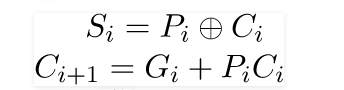 S_i = P_i ⊕ C_i
C_{i+1} = G_i + P_iC_i